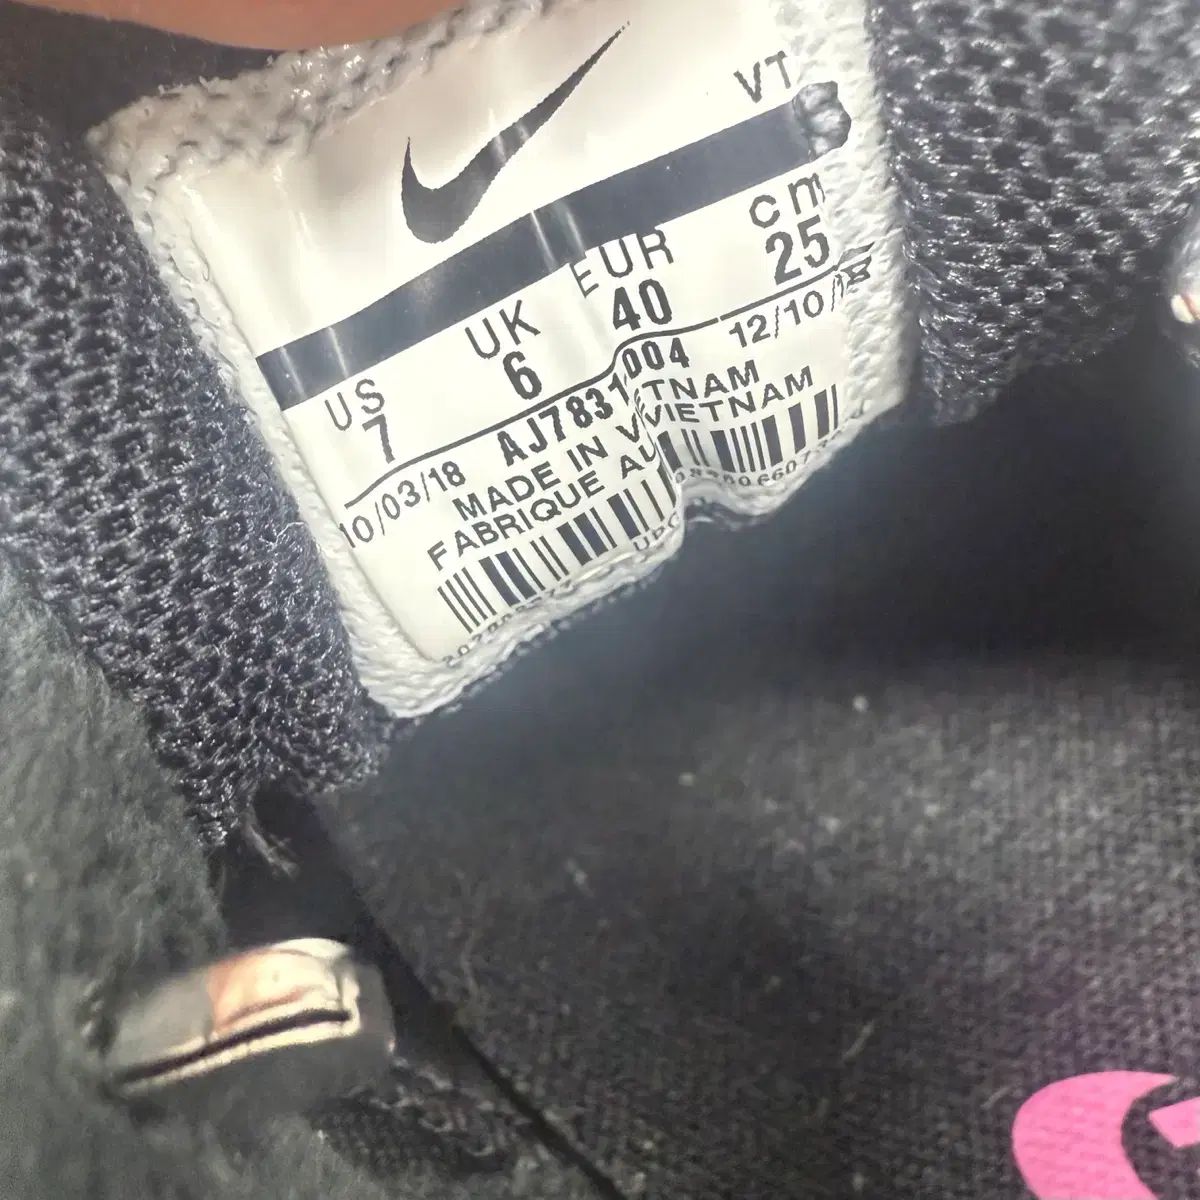 VT
US UK EUR cm
7 6 40 25
10/03/18 AJ7831-004 12/10/18
MADE IN VIETNAM
FABRIQUE AU VIETNAM
UPC